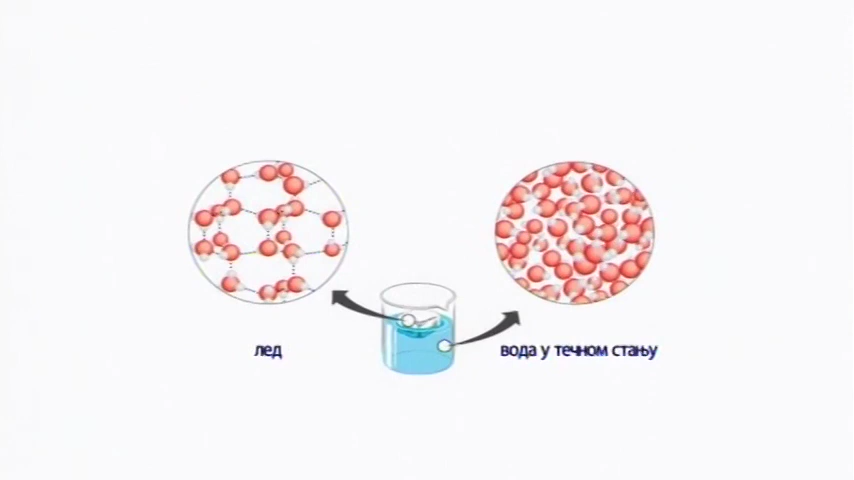 лед
вода у течном стању